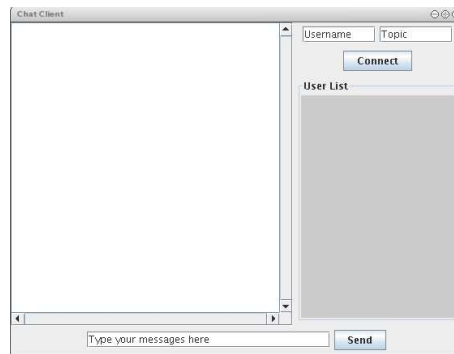 Chat Client
Username Topic
Connect
User List
Type your messages here Send